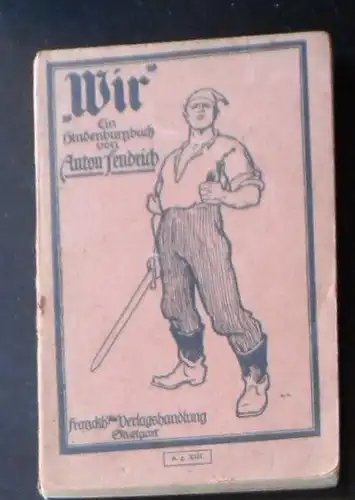 „Wir“
Ein
Hindenburgbuch
von
Anton Fendrich
Franckh'sche Verlagshandlung
Stuttgart